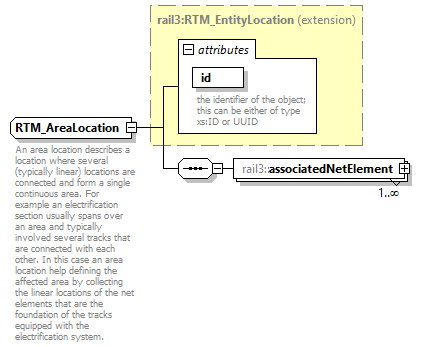 rail3:RTM_EntityLocation (extension)
attributes
id
the identifier of the object;
this can be either of type
xs:ID or UUID
RTM_AreaLocation
An area location describes a
location where several
(typically linear) locations are
connected and form a single
continuous area. For
example an electrification
section usually spans over
an area and typically
involved several tracks that
are connected with each
other. In this case an area
location help defining the
affected area by collecting
the linear locations of the net
elements that are the
foundation of the tracks
equipped with the
electrification system.
rail3::associatedNetElement
1..∞